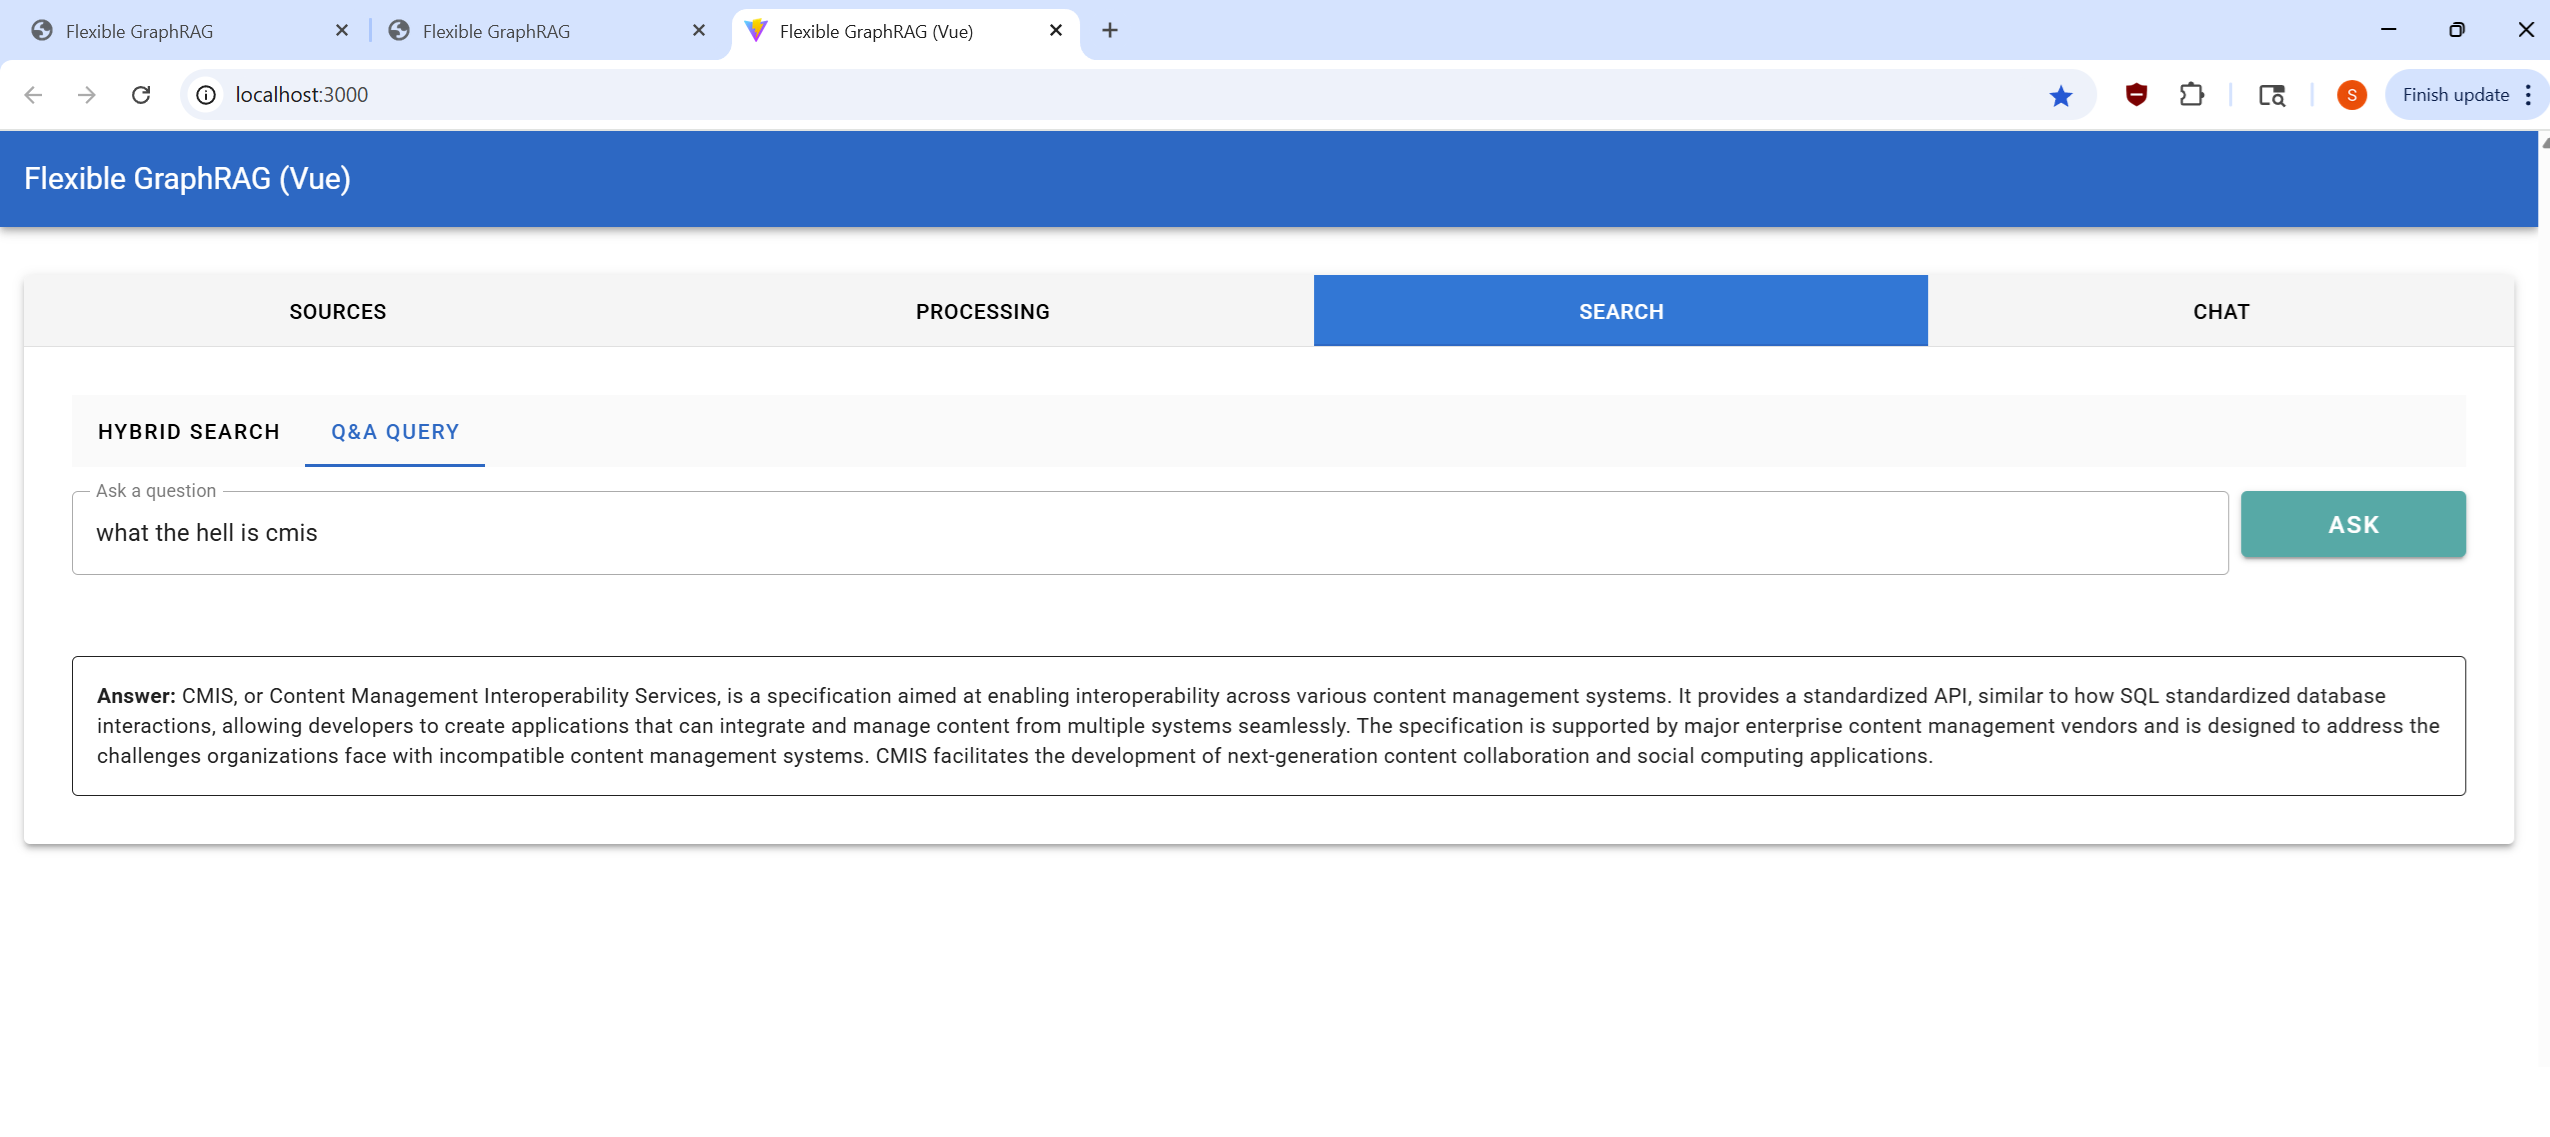 Flexible GraphRAG
Flexible GraphRAG
Flexible GraphRAG (Vue)
localhost:3000
S
Finish update
Flexible GraphRAG (Vue)
SOURCES
PROCESSING
SEARCH
CHAT
HYBRID SEARCH
Q&A QUERY
Ask a question
what the hell is cmis
ASK
Answer: CMIS, or Content Management Interoperability Services, is a specification aimed at enabling interoperability across various content management systems. It provides a standardized API, similar to how SQL standardized database
interactions, allowing developers to create applications that can integrate and manage content from multiple systems seamlessly. The specification is supported by major enterprise content management vendors and is designed to address the
challenges organizations face with incompatible content management systems. CMIS facilitates the development of next-generation content collaboration and social computing applications.